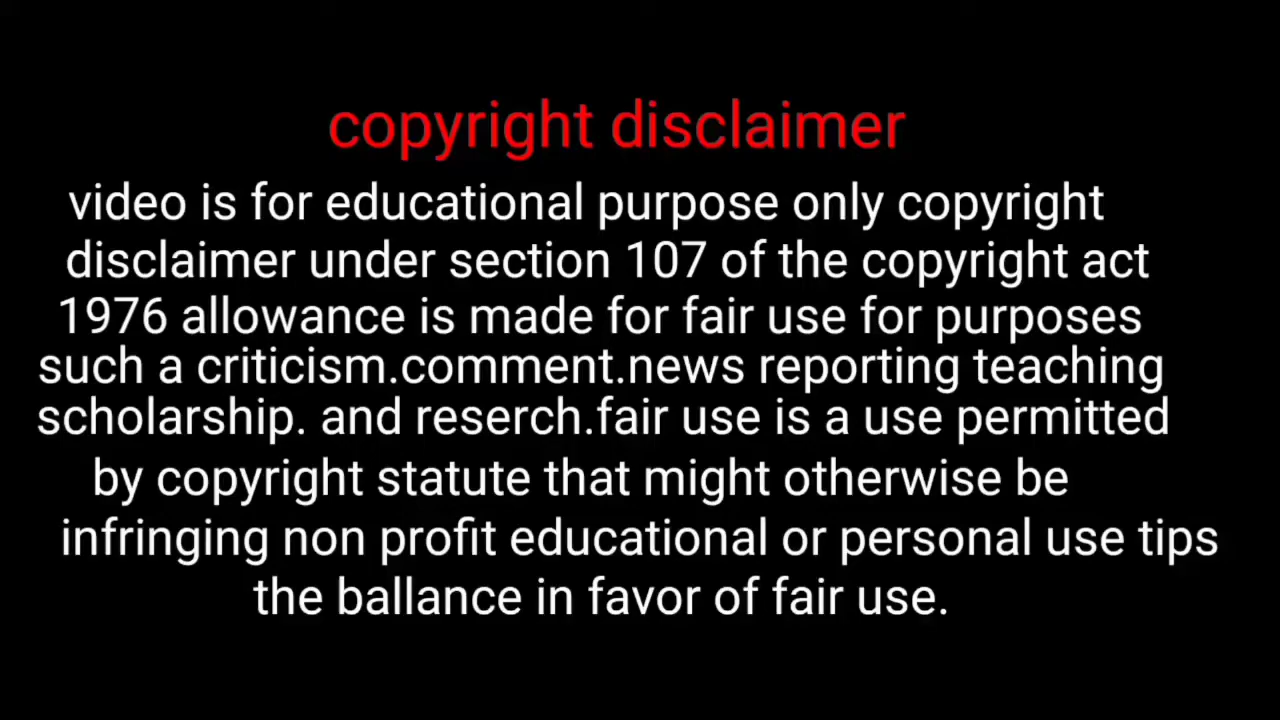 copyright disclaimer
video is for educational purpose only copyright
disclaimer under section 107 of the copyright act
1976 allowance is made for fair use for purposes
such a criticism.comment.news reporting teaching
scholarship. and reserch.fair use is a use permitted
by copyright statute that might otherwise be
infringing non profit educational or personal use tips
the ballance in favor of fair use.